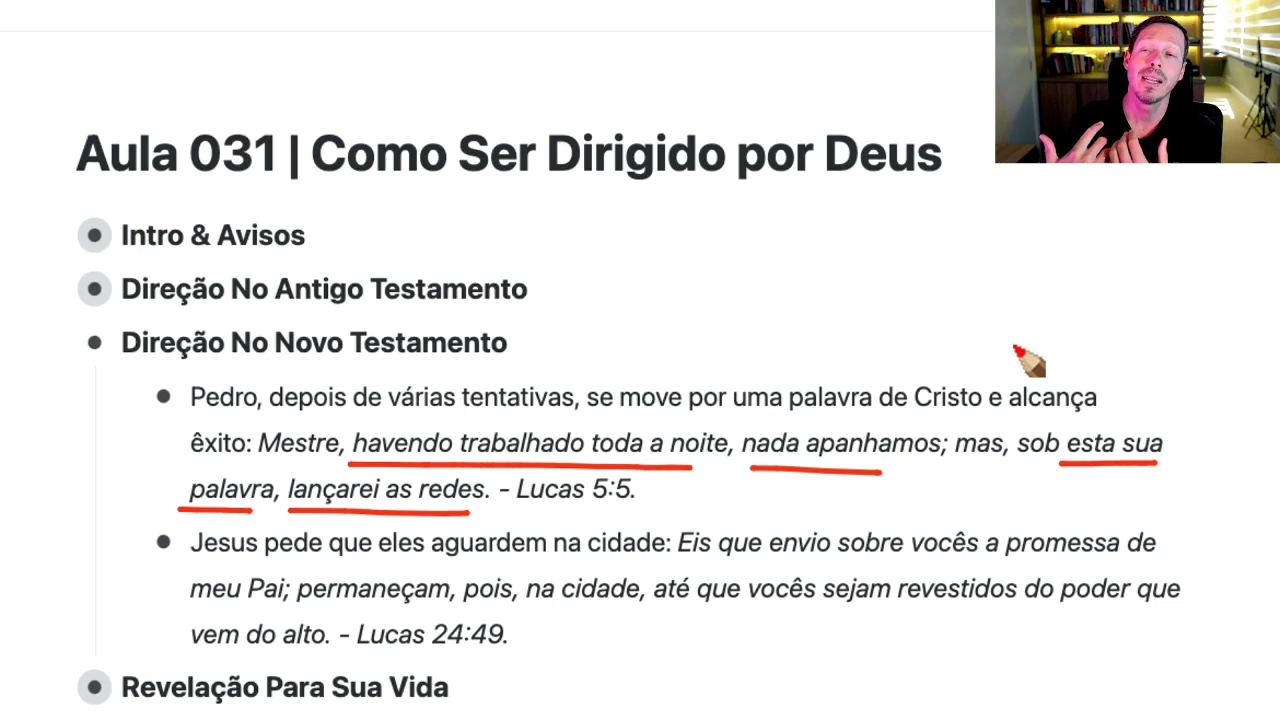 Aula 031 | Como Ser Dirigido por Deus
Intro & Avisos
Direção No Antigo Testamento
Direção No Novo Testamento
Pedro, depois de várias tentativas, se move por uma palavra de Cristo e alcança
êxito: Mestre, havendo trabalhado toda a noite, nada apanhamos; mas, sob esta sua
palavra, lançarei as redes. - Lucas 5:5.
Jesus pede que eles aguardem na cidade: Eis que envio sobre vocês a promessa de
meu Pai; permaneçam, pois, na cidade, até que vocês sejam revestidos do poder que
vem do alto. - Lucas 24:49.
Revelação Para Sua Vida